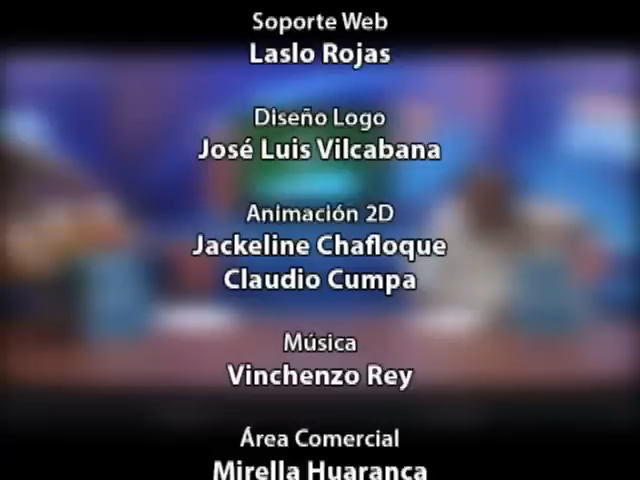 Soporte Web
Laslo Rojas
Diseño Logo
José Luis Vilcabana
Animación 2D
Jackeline Chafloque
Claudio Cumpa
Música
Vinchenzo Rey
Área Comercial
Mirella Huaranca